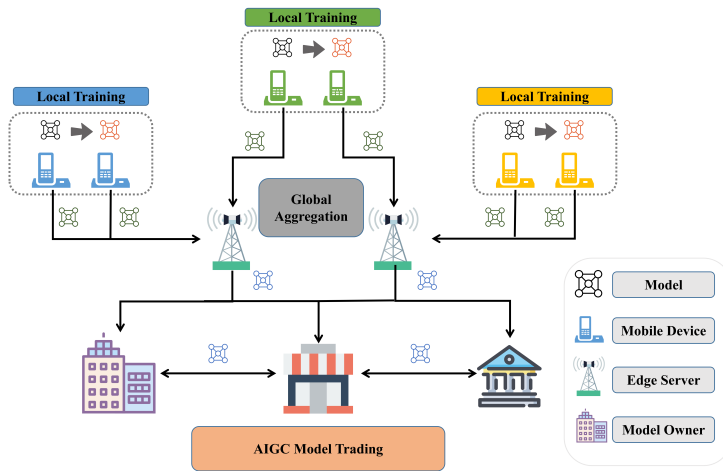 Local Training
Local Training
Local Training
Global
Aggregation
Model
Mobile Device
Edge Server
Model Owner
AIGC Model Trading